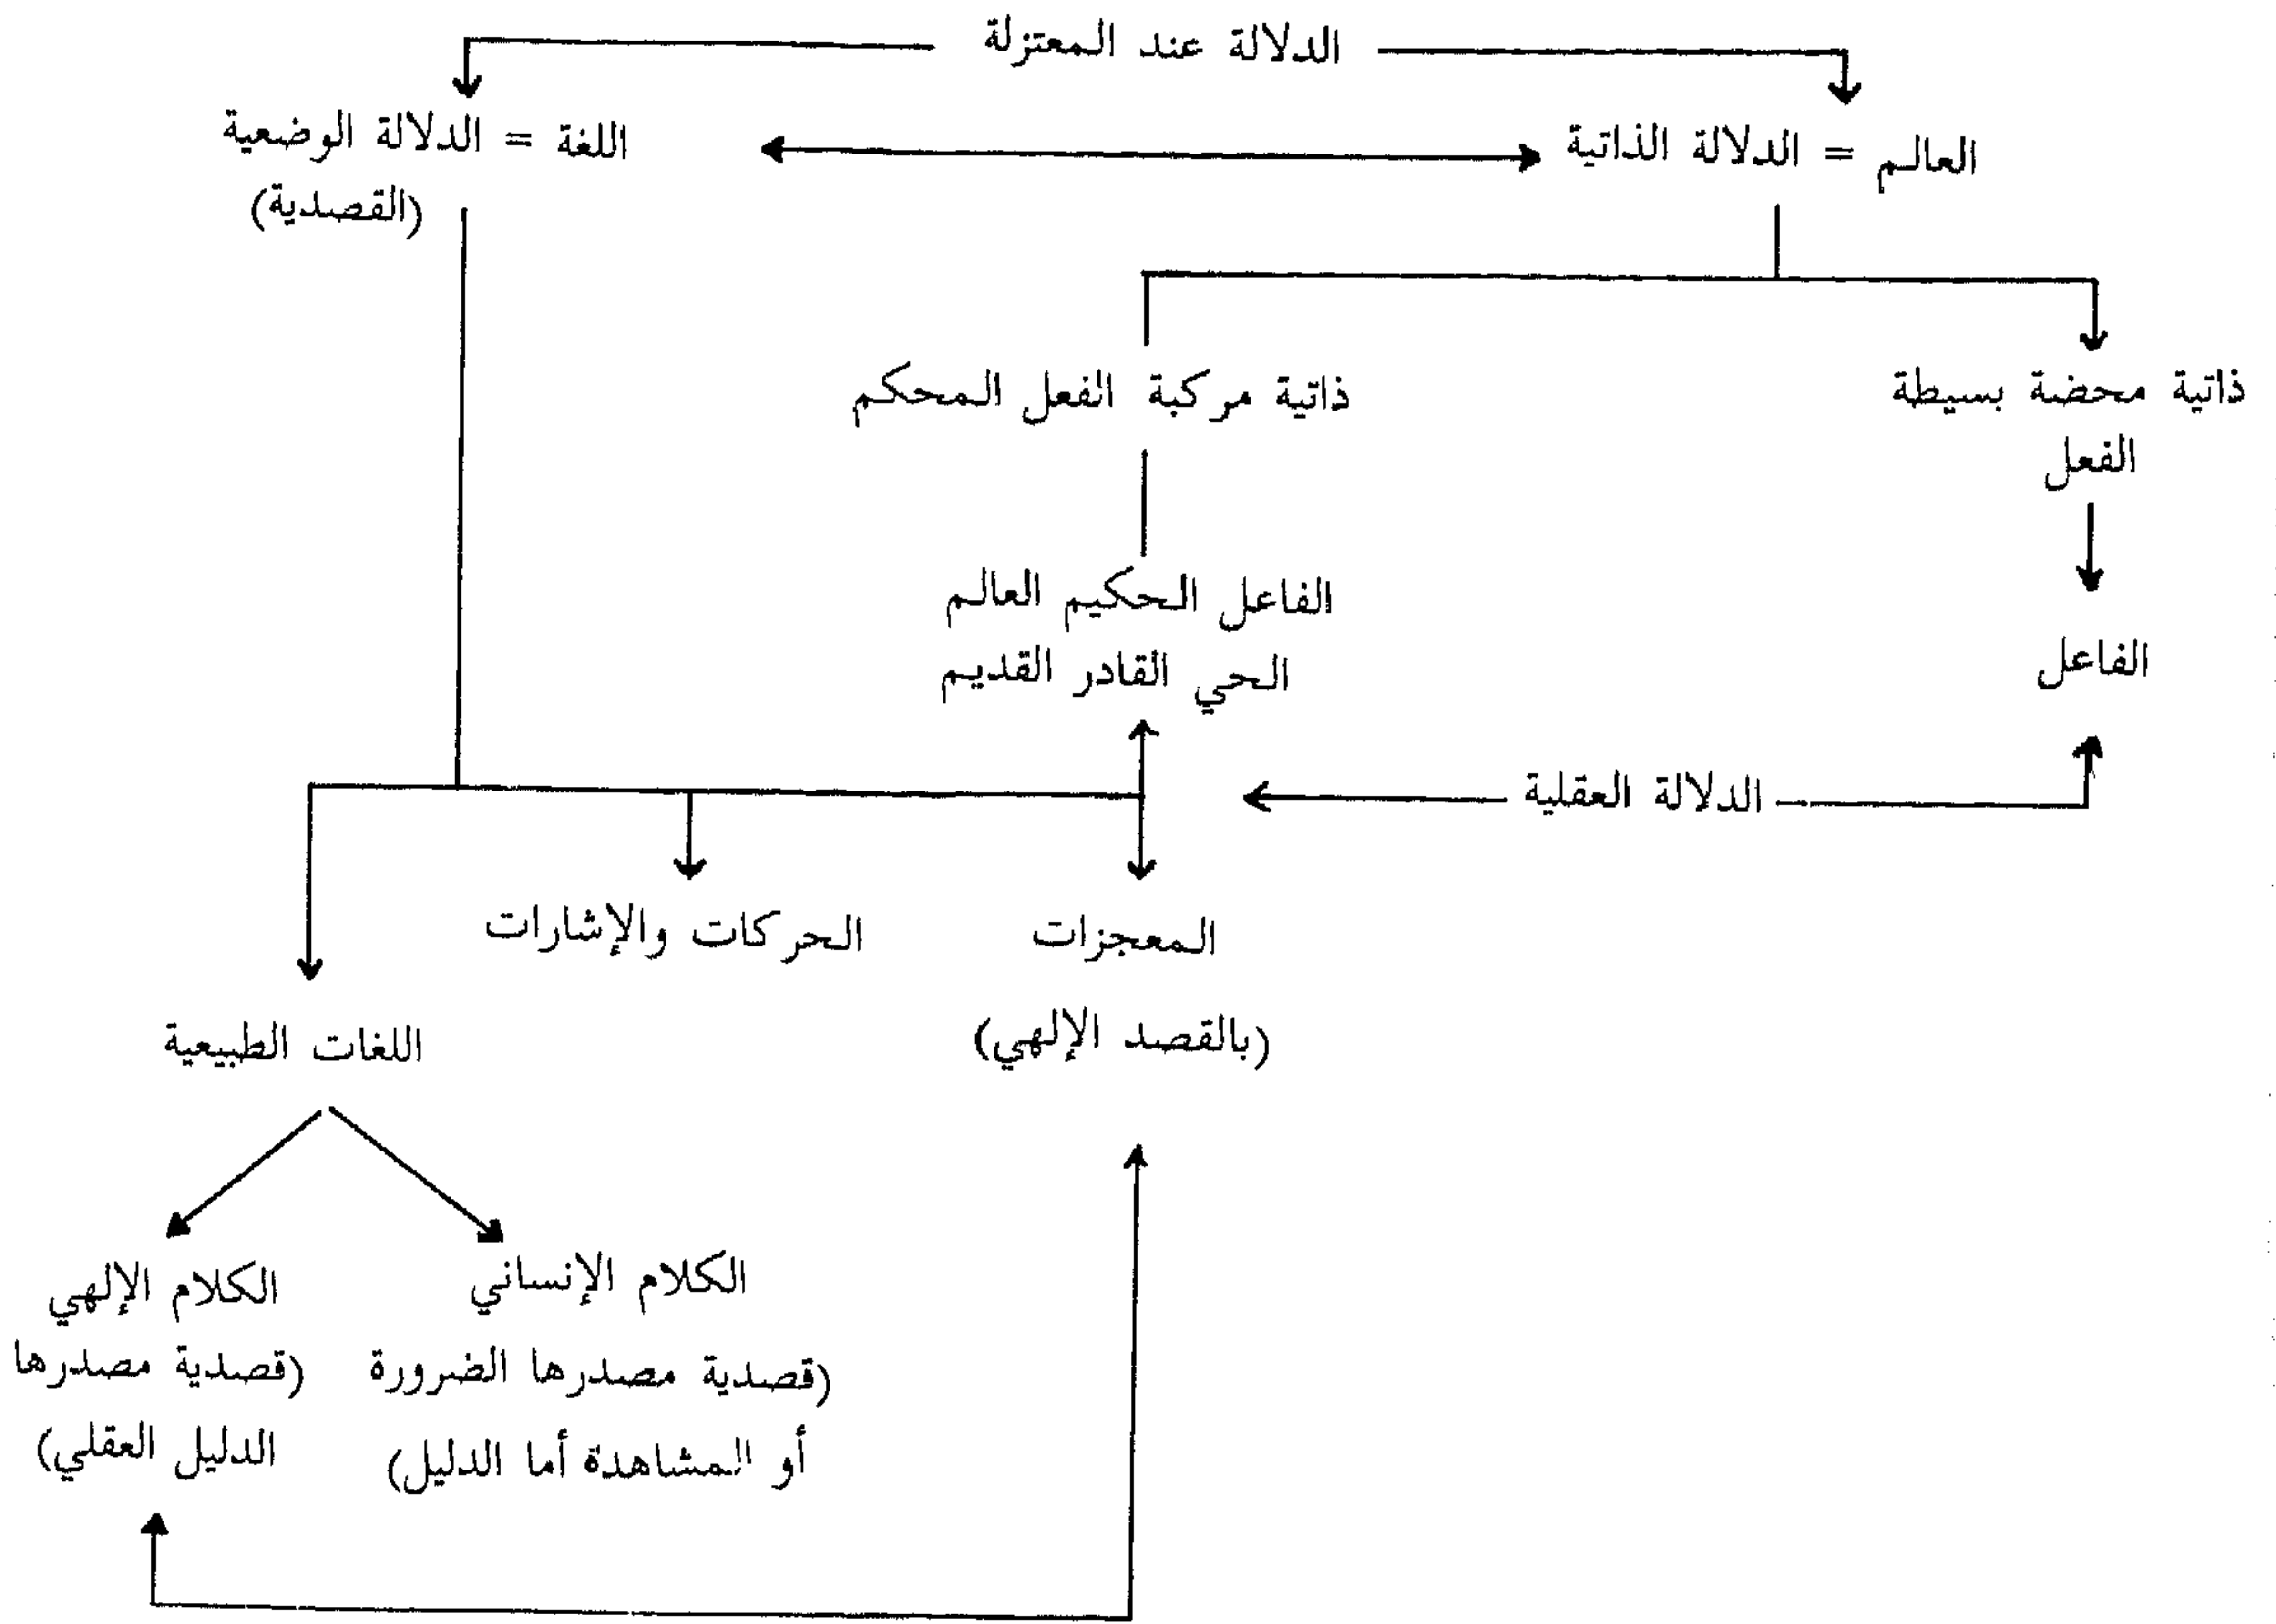 الدلالة عند المعتزلة
العالم = الدلالة الذاتية
اللغة = الدلالة الوضعية
(القصدية)
ذاتية محضة بسيطة
الفعل
ذاتية مركبة الفعل المحكم
الفاعل الحكيم العالم
الحي القادر القديم
الفاعل
الدلالة العقلية
المعجزات
(بالقصد الإلهي)
الحركات والإشارات
اللغات الطبيعية
الكلام الإنساني
(قصدية مصدرها الضرورة
أو المشاهدة أما الدليل)
الكلام الإلهي
(قصدية مصدرها
الدليل العقلي)